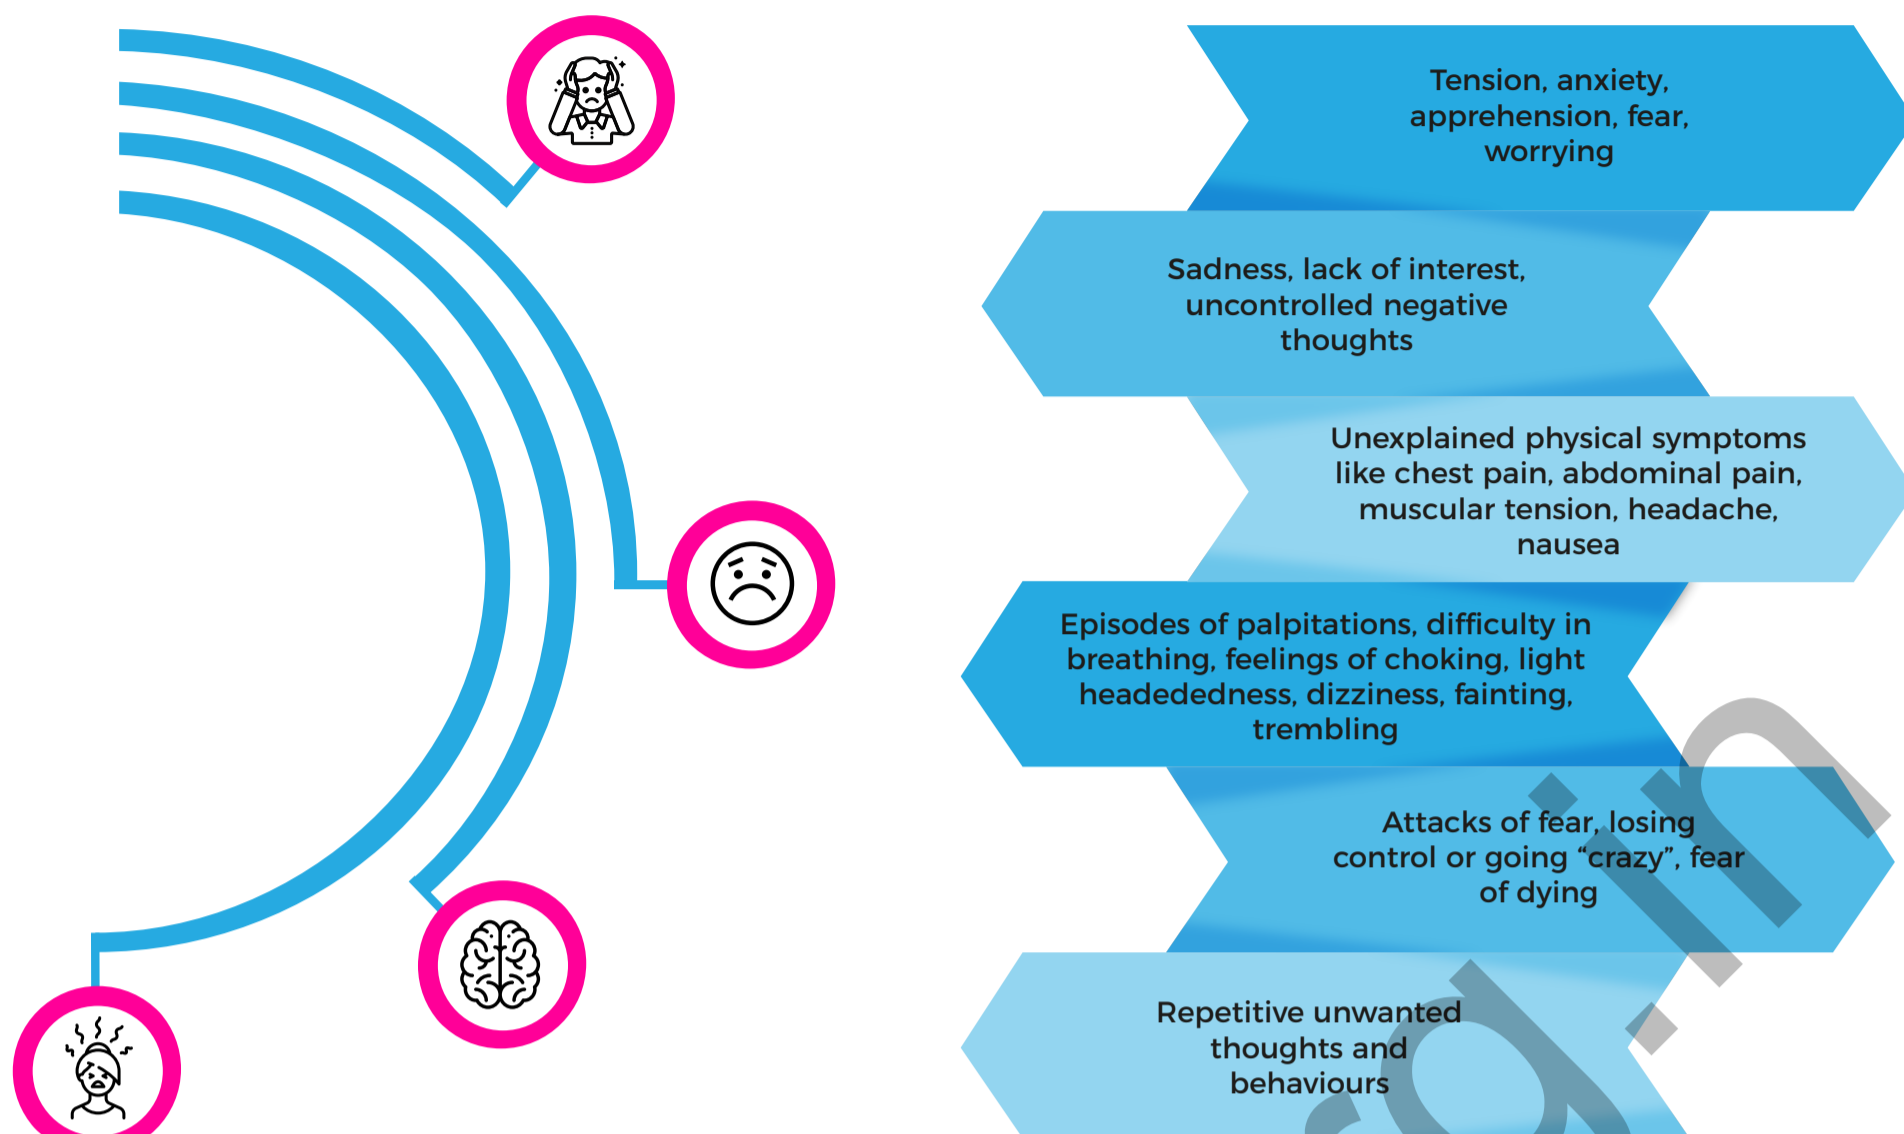 Tension, anxiety,
apprehension, fear,
worrying
Sadness, lack of interest,
uncontrolled negative
thoughts
Unexplained physical symptoms
like chest pain, abdominal pain,
muscular tension, headache,
nausea
Episodes of palpitations, difficulty in
breathing, feelings of choking, light
headededness, dizziness, fainting,
trembling
Attacks of fear, losing
control or going “crazy”, fear
of dying
Repetitive unwanted
thoughts and
behaviours
g.in